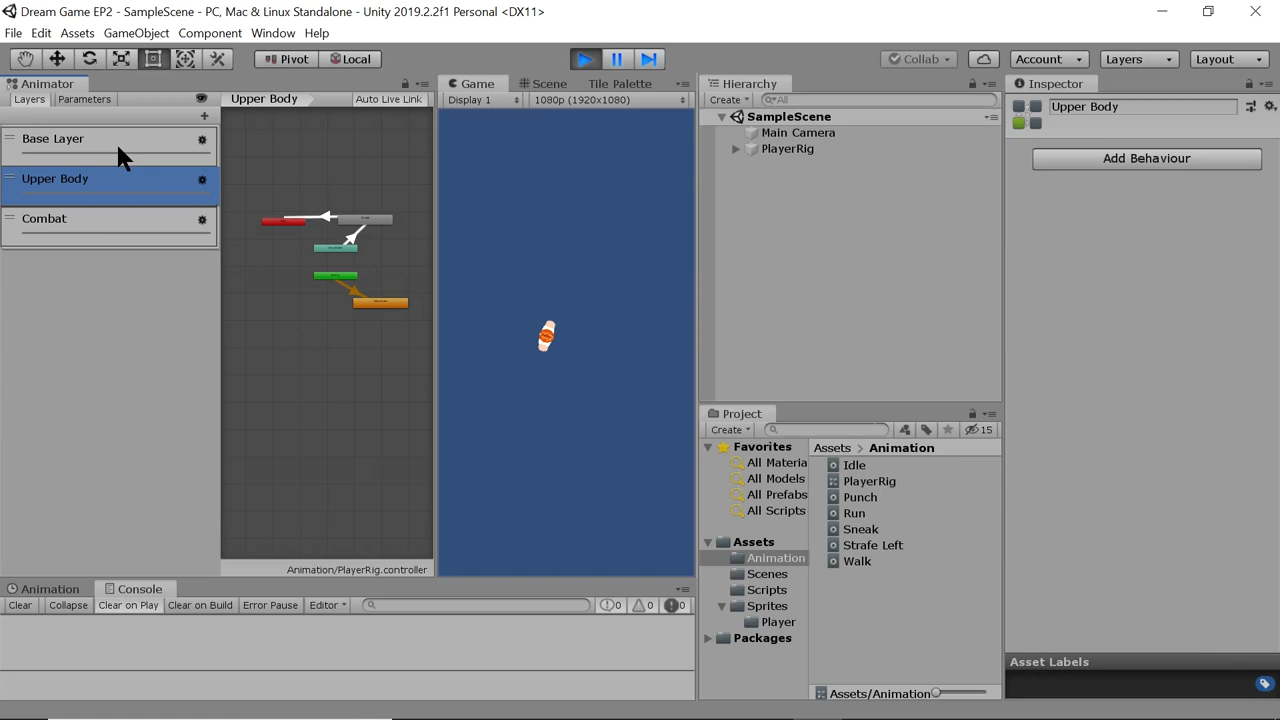 Dream Game EP2 - SampleScene - PC, Mac & Linux Standalone - Unity 2019.2.2f1 Personal <DX11>
File Edit Assets GameObject Component Window Help
Pivot Local Collab Account Layers Layout
Animator
Layers Parameters
Upper Body Auto Live Link
Base Layer
Upper Body
Combat
Animation/PlayerRig.controller
Game Scene Tile Palette
Display 1 1080p (1920x1080)
Hierarchy
Create All
SampleScene
Main Camera
PlayerRig
Inspector
Upper Body
Add Behaviour
Project
Create 15
Favorites
All Materia
All Models
All Prefabs
All Scripts
Assets
Animation
Scenes
Scripts
Sprites
Player
Packages
Assets Animation
Idle
PlayerRig
Punch
Run
Sneak
Strafe Left
Walk
Assets/Animation
Animation Console
Clear Collapse Clear on Play Clear on Build Error Pause Editor 0 0 0
Asset Labels